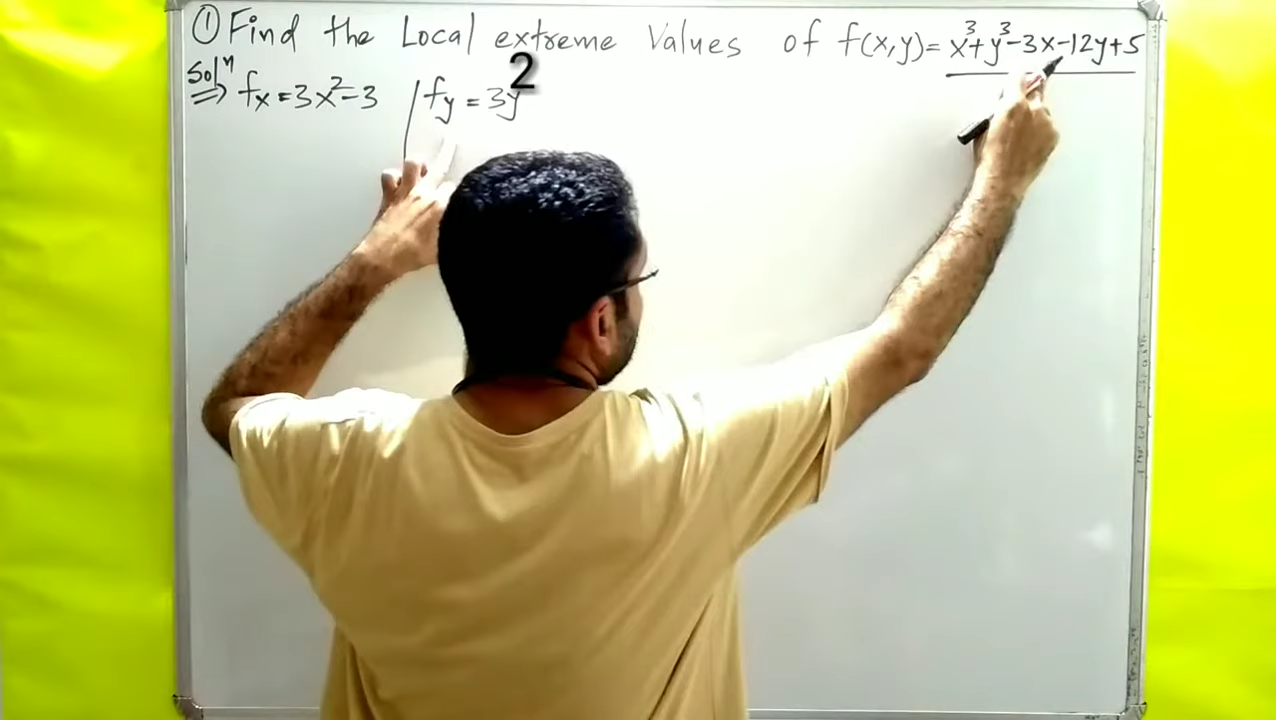 ① Find the Local extreme Values of f(x,y)= x³+y³-3x-12y+5
Solⁿ
⇒ fx = 3x²-3 | fy = 3y²